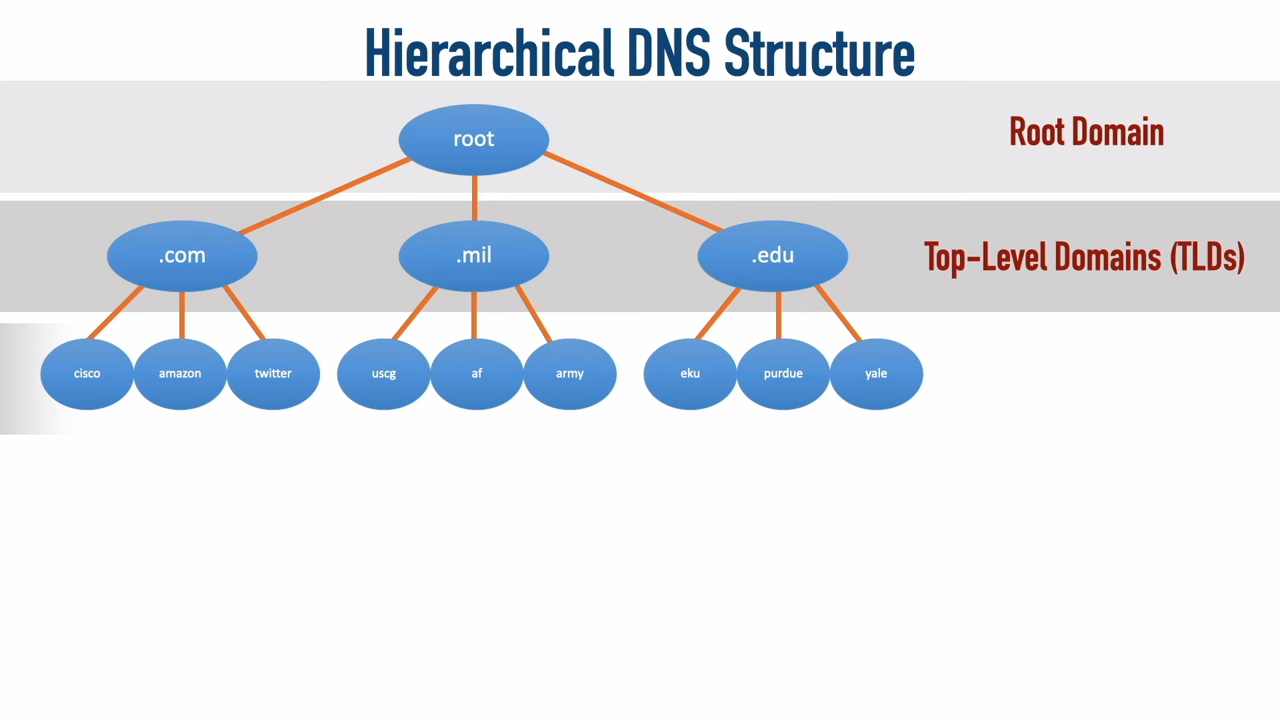 Hierarchical DNS Structure
root
Root Domain
.com
.mil
.edu
Top-Level Domains (TLDs)
cisco
amazon
twitter
uscg
af
army
eku
purdue
yale